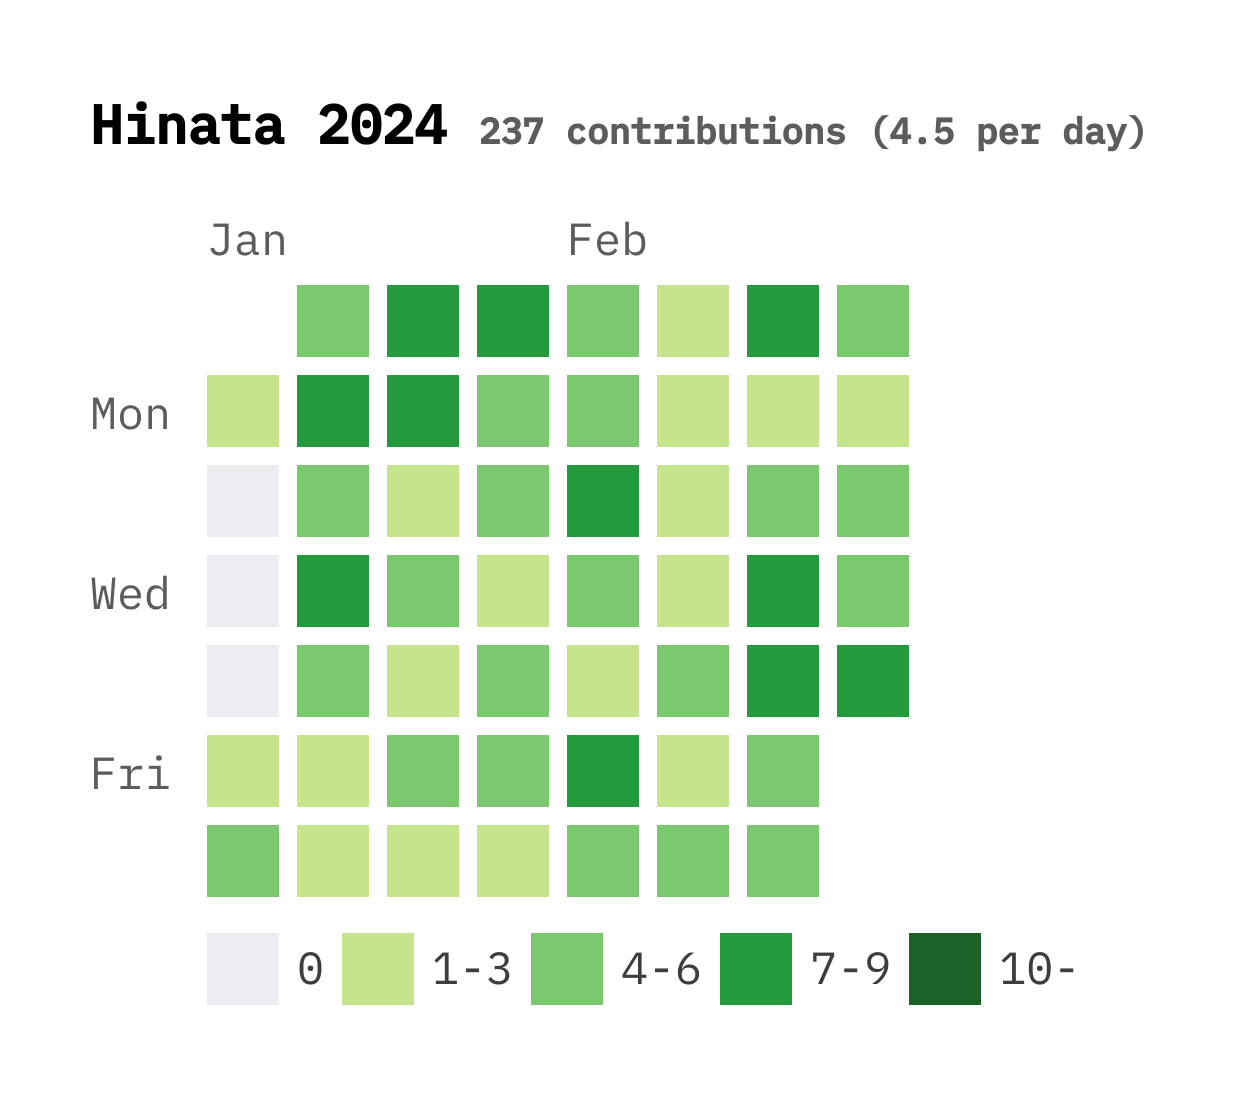 Hinata 2024 237 contributions (4.5 per day)
Jan Feb
Mon
Wed
Fri
0 1-3 4-6 7-9 10-